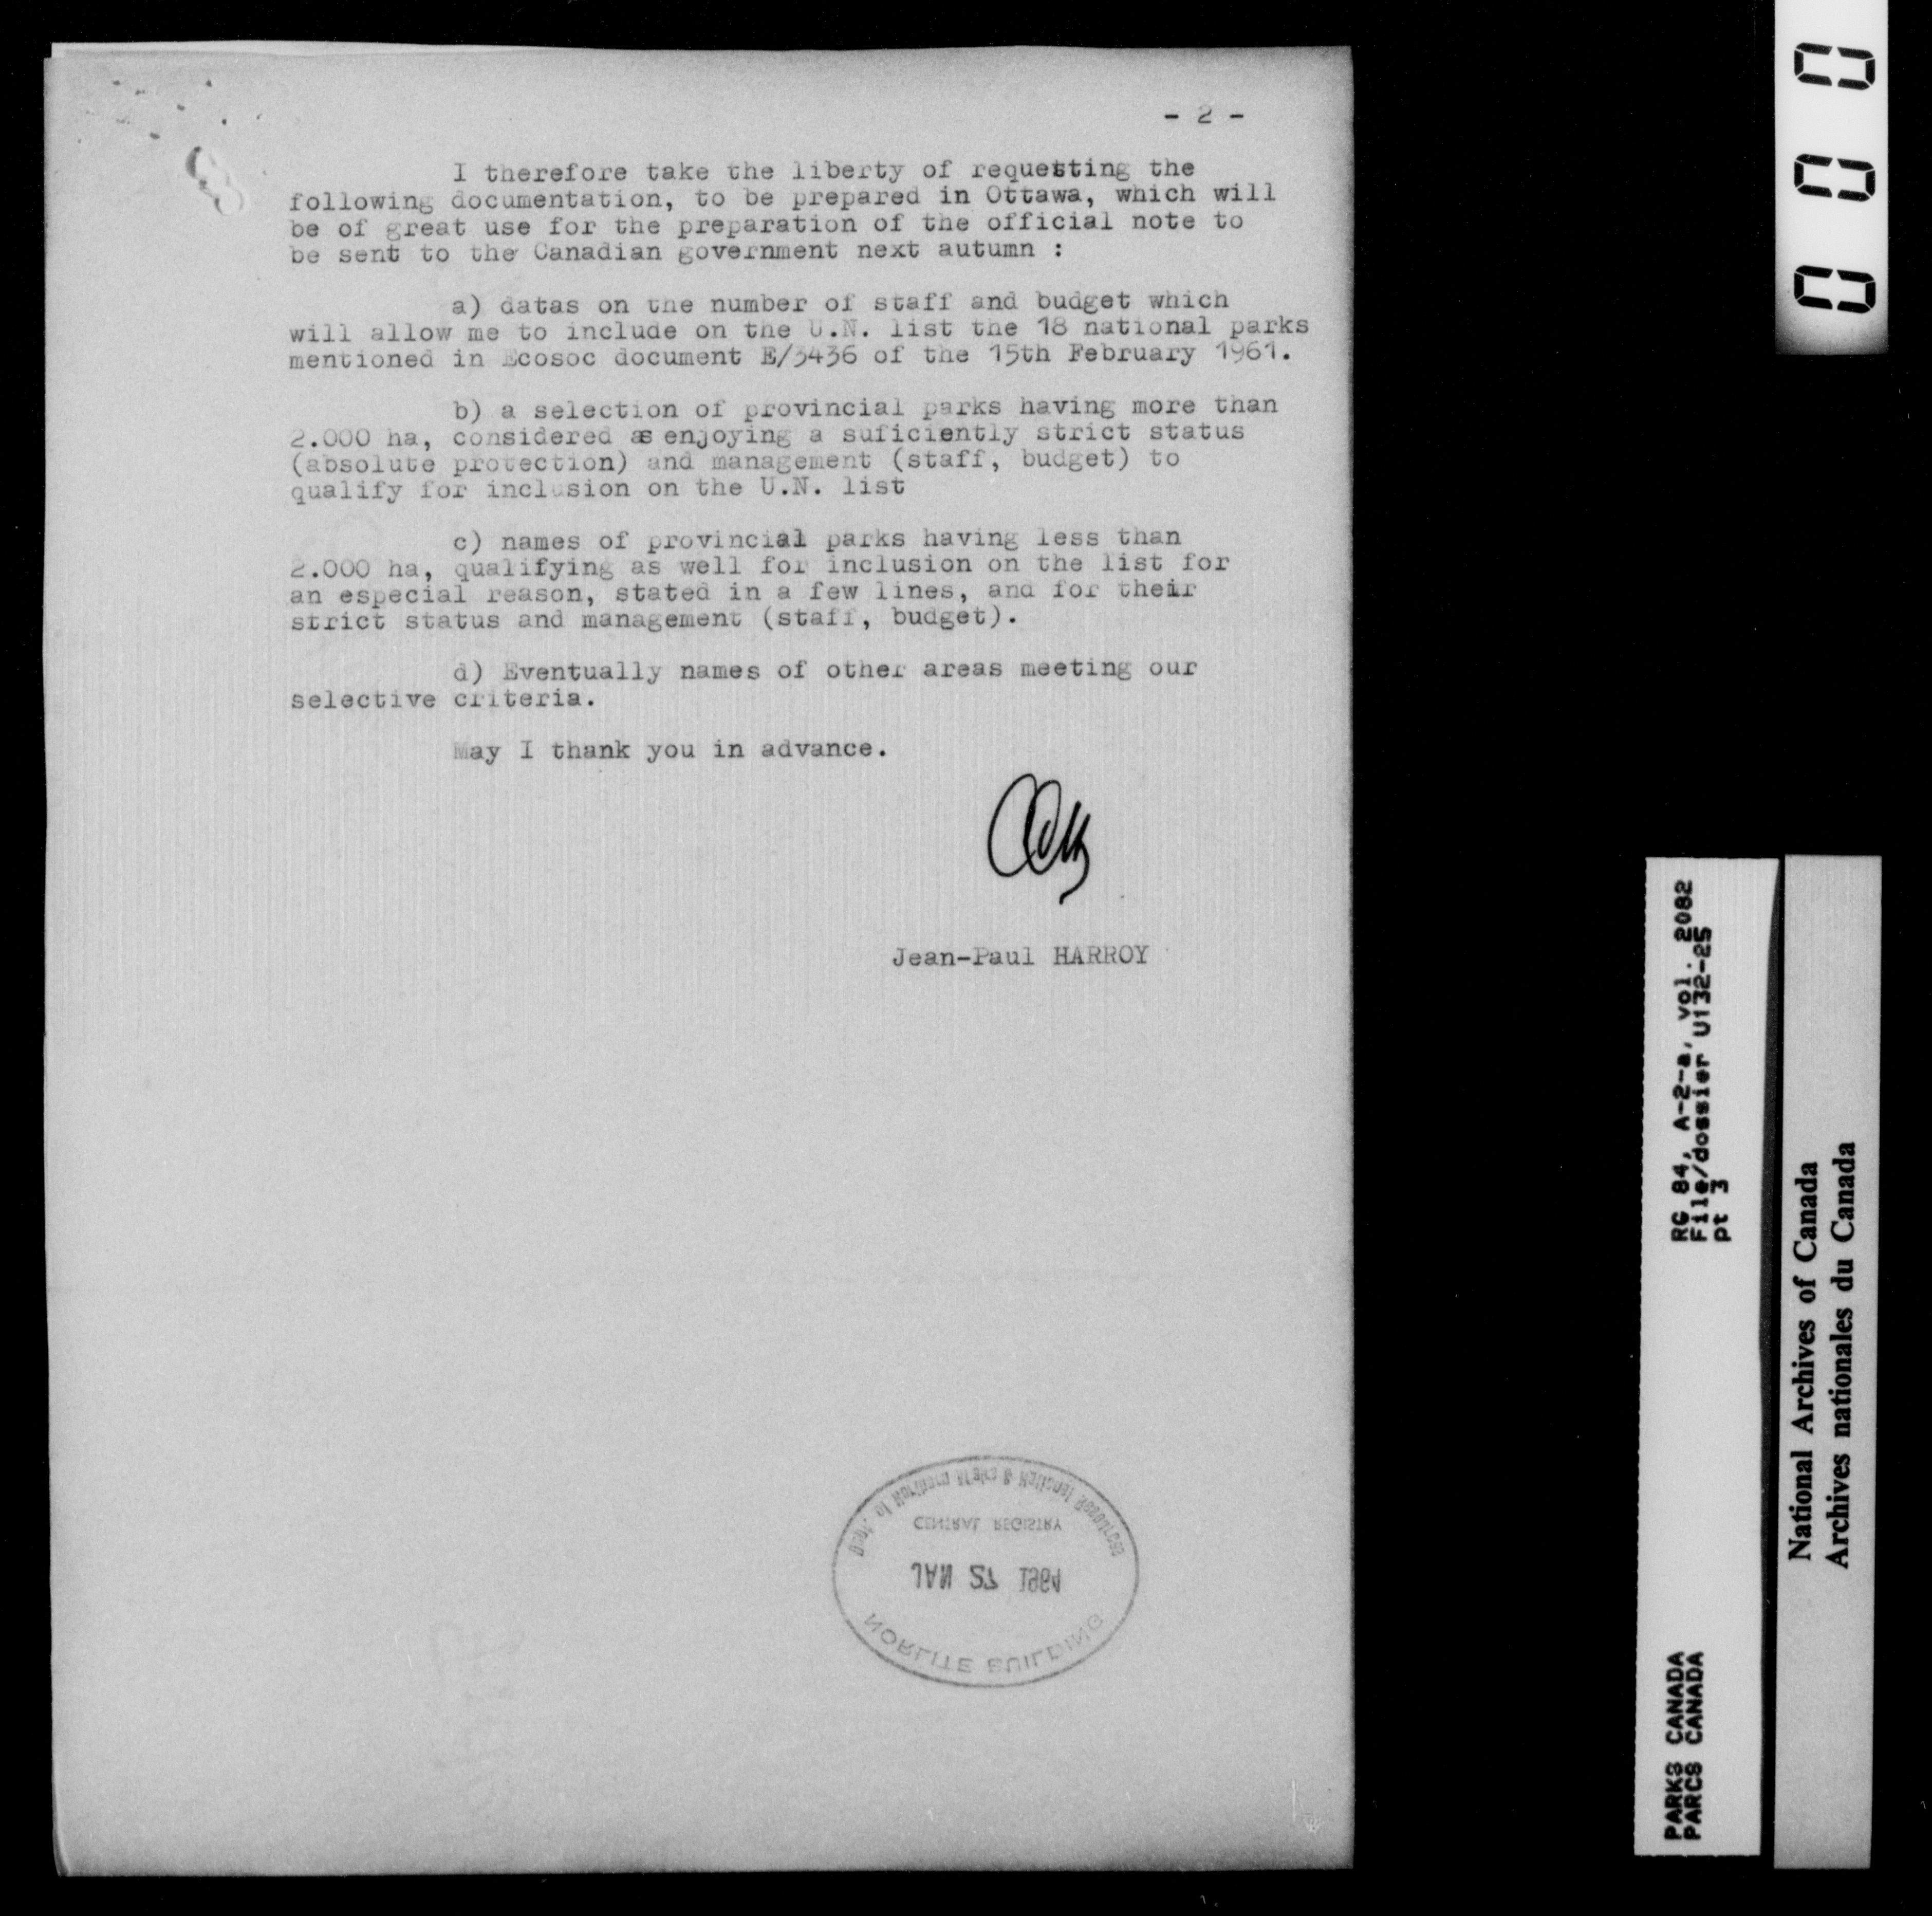 - 2 -
I therefore take the liberty of requesting the
following documentation, to be prepared in Ottawa, which will
be of great use for the preparation of the official note to
be sent to the Canadian government next autumn :
a) datas on the number of staff and budget which
will allow me to include on the U.N. list the 18 national parks
mentioned in Ecosoc document E/3436 of the 15th February 1961.
b) a selection of provincial parks having more than
2.000 ha, considered as enjoying a suficiently strict status
(absolute protection) and management (staff, budget) to
qualify for inclusion on the U.N. list
c) names of provincial parks having less than
2.000 ha, qualifying as well for inclusion on the list for
an especial reason, stated in a few lines, and for their
strict status and management (staff, budget).
d) Eventually names of other areas meeting our
selective criteria.
May I thank you in advance.
Jean-Paul HARROY
NORLITE BUILDING
CENTRAL REGISTRY
Dept. of Northern Affairs & National Resources
000
RG 84, A-2-a, vol. 2082
File/dossier U132-25
pt 3
PARKS CANADA
PARCS CANADA
National Archives of Canada
Archives nationales du Canada